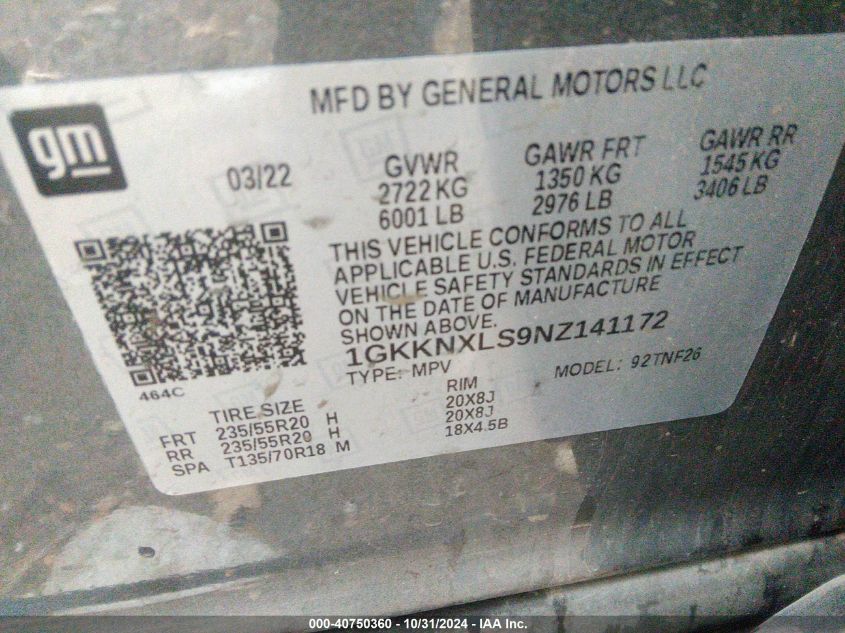 MFD BY GENERAL MOTORS LLC
gm
03/22
GVWR
2722 KG
6001 LB
GAWR FRT
1350 KG
2976 LB
GAWR RR
1545 KG
3406 LB
THIS VEHICLE CONFORMS TO ALL
APPLICABLE U.S. FEDERAL MOTOR
VEHICLE SAFETY STANDARDS IN EFFECT
ON THE DATE OF MANUFACTURE
SHOWN ABOVE.
1GKKNXLS9NZ141172
TYPE: MPV
MODEL: 92TNF26
464C
TIRE SIZE
RIM
FRT 235/55R20 H 20X8J
RR 235/55R20 H 20X8J
SPA T135/70R18 M 18X4.5B
000-40750360 - 10/31/2024 - IAA Inc.